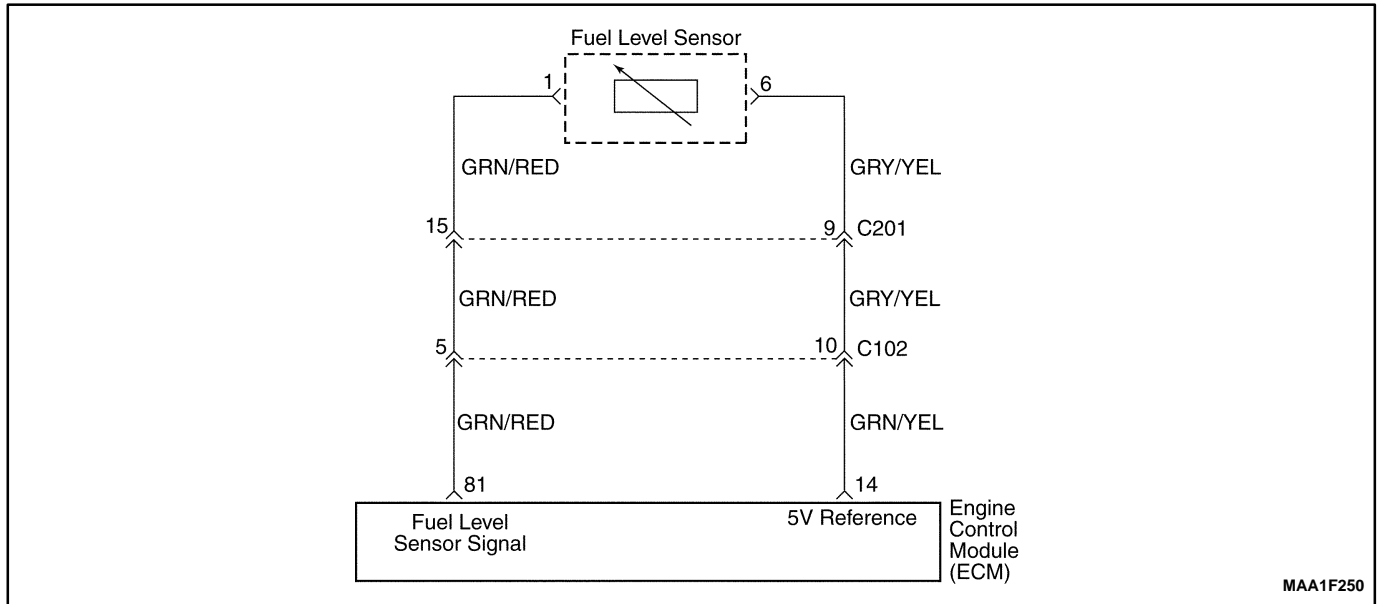 Fuel Level Sensor
1
6
GRN/RED
GRY/YEL
15
9
C201
GRN/RED
GRY/YEL
5
10
C102
GRN/RED
GRN/YEL
81
14
Fuel Level
Sensor Signal
5V Reference
Engine
Control
Module
(ECM)
MAA1F250